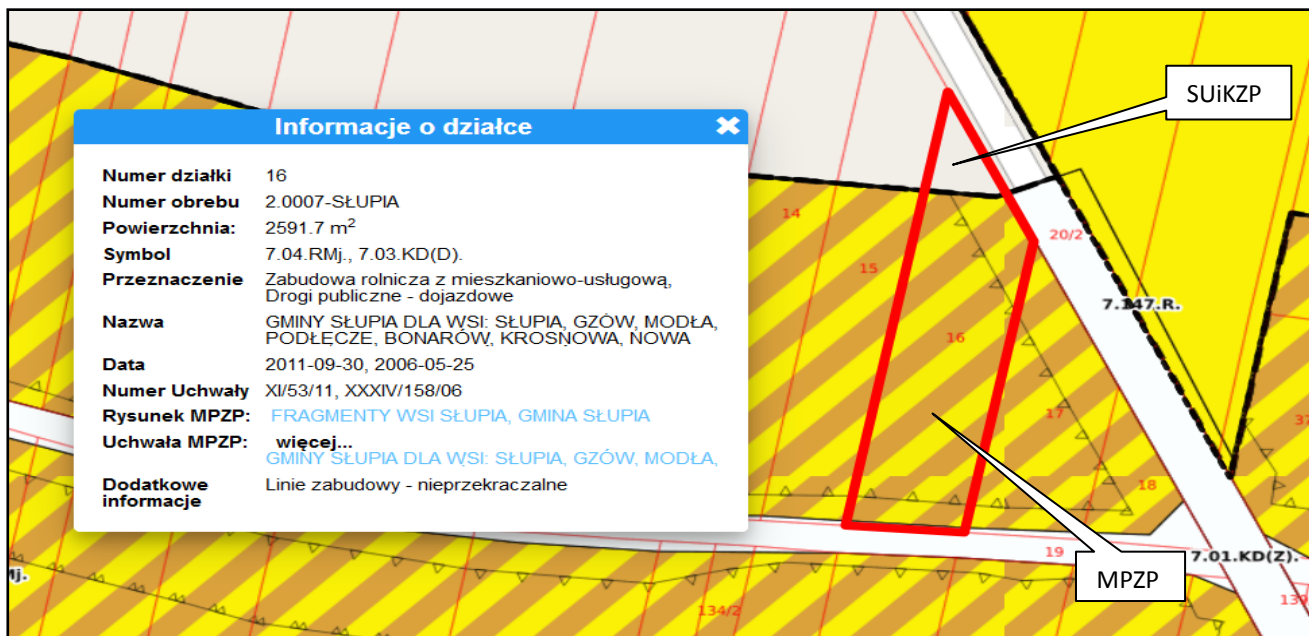 SUiKZP
Informacje o działce
Numer działki 16
Numer obrebu 2.0007-SŁUPIA
Powierzchnia: 2591.7 m²
Symbol 7.04.RMj., 7.03.KD(D).
Przeznaczenie Zabudowa rolnicza z mieszkaniowo-usługową,
Drogi publiczne - dojazdowe
Nazwa GMINY SŁUPIA DLA WSI: SŁUPIA, GZÓW, MODŁA,
PODŁĘCZE, BONARÓW, KROSNOWA, NOWA
Data 2011-09-30, 2006-05-25
Numer Uchwały XI/53/11, XXXIV/158/06
Rysunek MPZP: FRAGMENTY WSI SŁUPIA, GMINA SŁUPIA
Uchwała MPZP: więcej...
GMINY SŁUPIA DLA WSI: SŁUPIA, GZÓW, MODŁA,
Dodatkowe
informacje Linie zabudowy - nieprzekraczalne
14
20/2
15
7.147.R.
16
17
37
18
19
7.01.KD(Z).
MPZP
Mj.
134/2
139